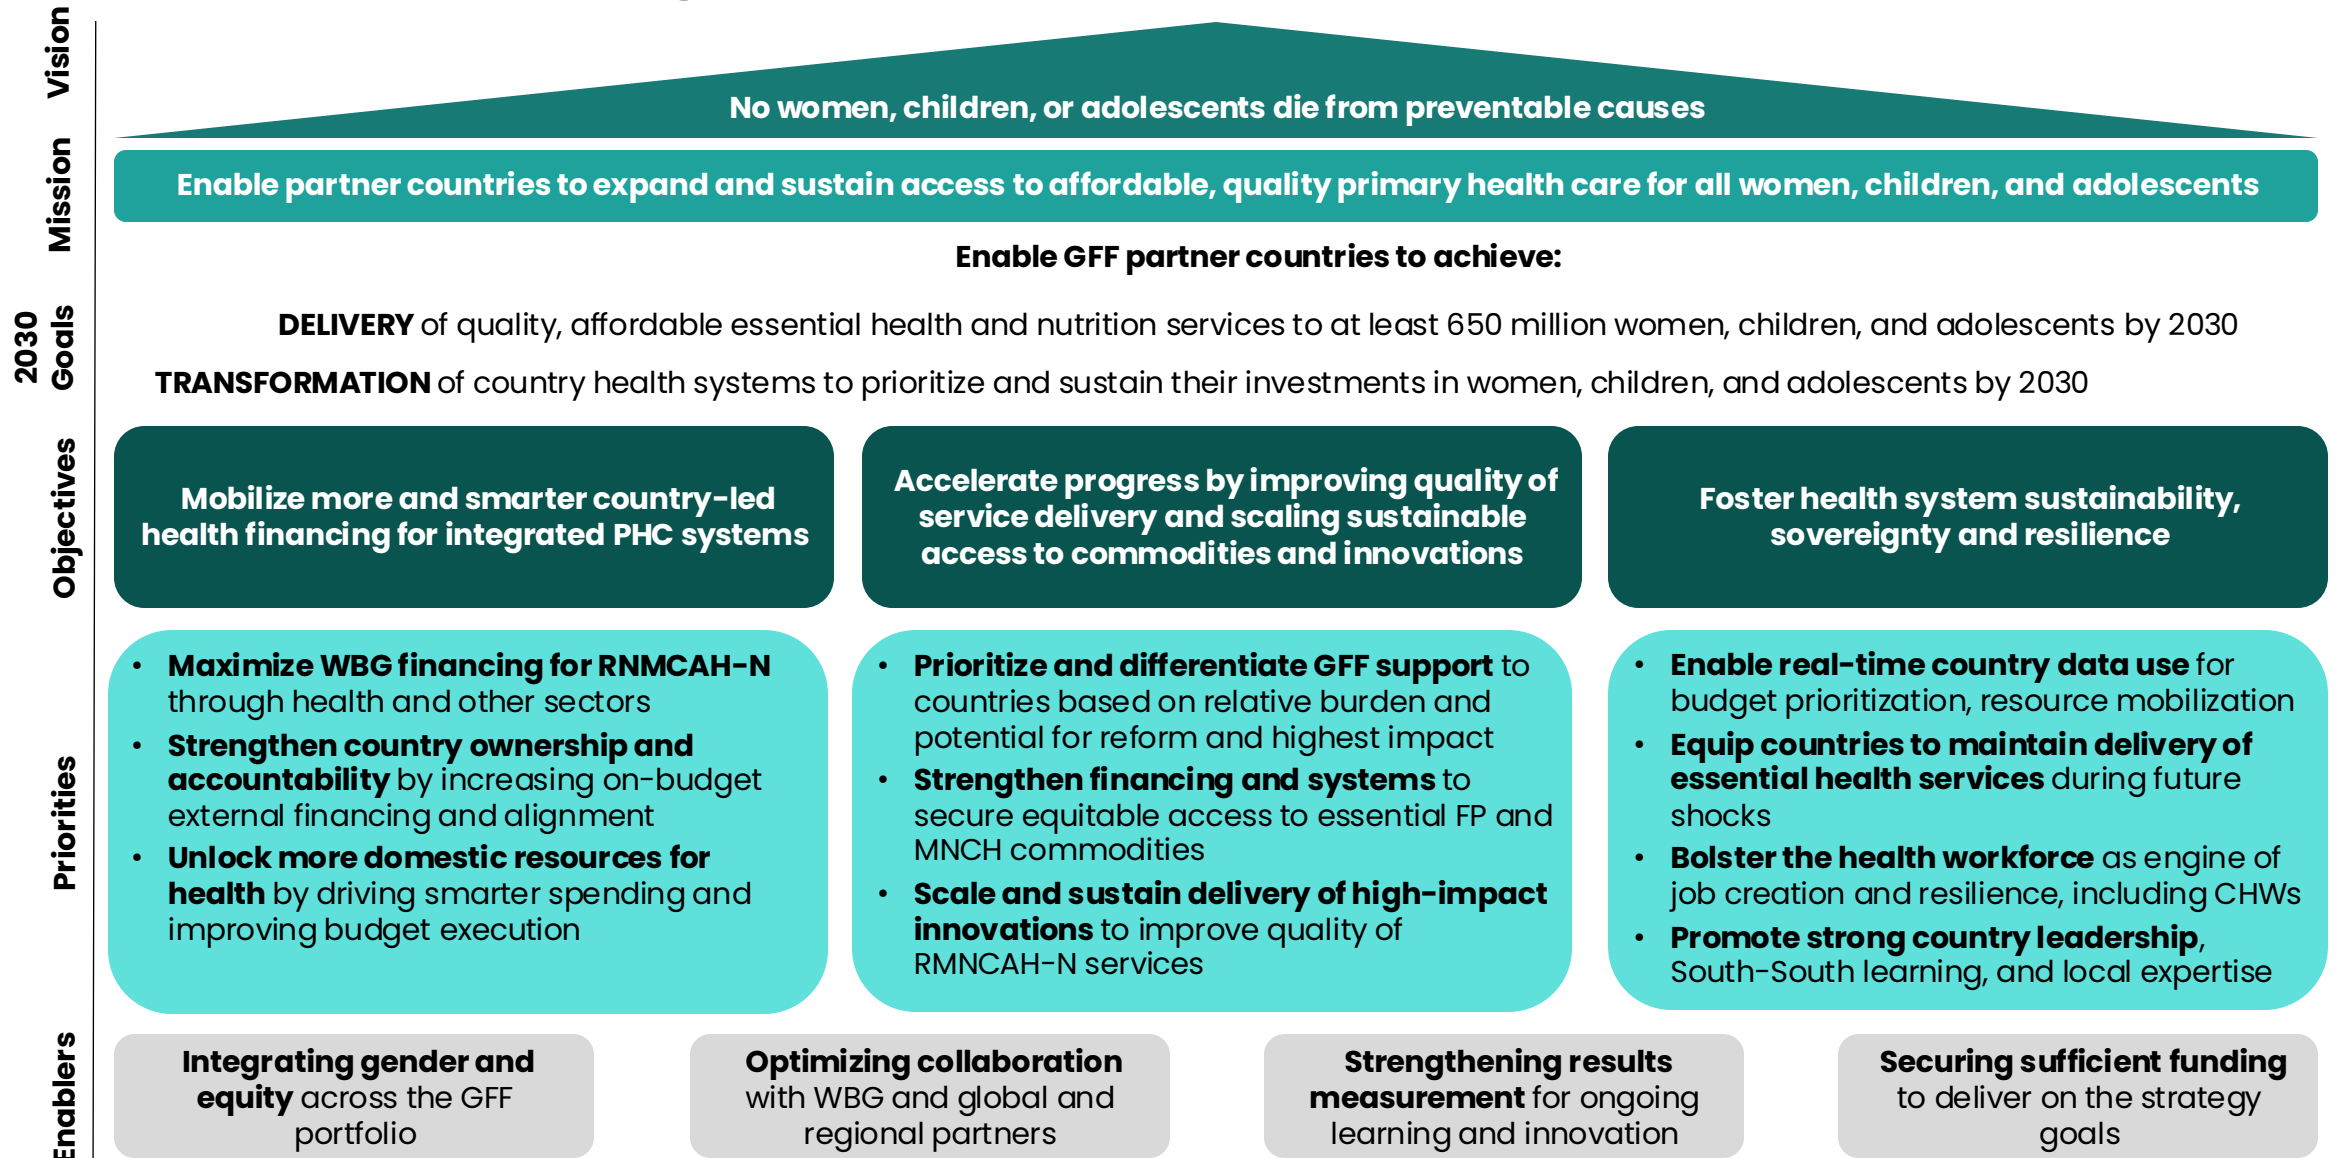 Vision
No women, children, or adolescents die from preventable causes
Mission
Enable partner countries to expand and sustain access to affordable, quality primary health care for all women, children, and adolescents
Enable GFF partner countries to achieve:
2030
Goals
DELIVERY of quality, affordable essential health and nutrition services to at least 650 million women, children, and adolescents by 2030
TRANSFORMATION of country health systems to prioritize and sustain their investments in women, children, and adolescents by 2030
Objectives
Mobilize more and smarter country-led
health financing for integrated PHC systems
Accelerate progress by improving quality of
service delivery and scaling sustainable
access to commodities and innovations
Foster health system sustainability,
sovereignty and resilience
Priorities
• Maximize WBG financing for RNMCAH-N
through health and other sectors
• Strengthen country ownership and
accountability by increasing on-budget
external financing and alignment
• Unlock more domestic resources for
health by driving smarter spending and
improving budget execution
• Prioritize and differentiate GFF support to
countries based on relative burden and
potential for reform and highest impact
• Strengthen financing and systems to
secure equitable access to essential FP and
MNCH commodities
• Scale and sustain delivery of high-impact
innovations to improve quality of
RMNCAH-N services
• Enable real-time country data use for
budget prioritization, resource mobilization
• Equip countries to maintain delivery of
essential health services during future
shocks
• Bolster the health workforce as engine of
job creation and resilience, including CHWs
• Promote strong country leadership,
South-South learning, and local expertise
Enablers
Integrating gender and
equity across the GFF
portfolio
Optimizing collaboration
with WBG and global and
regional partners
Strengthening results
measurement for ongoing
learning and innovation
Securing sufficient funding
to deliver on the strategy
goals